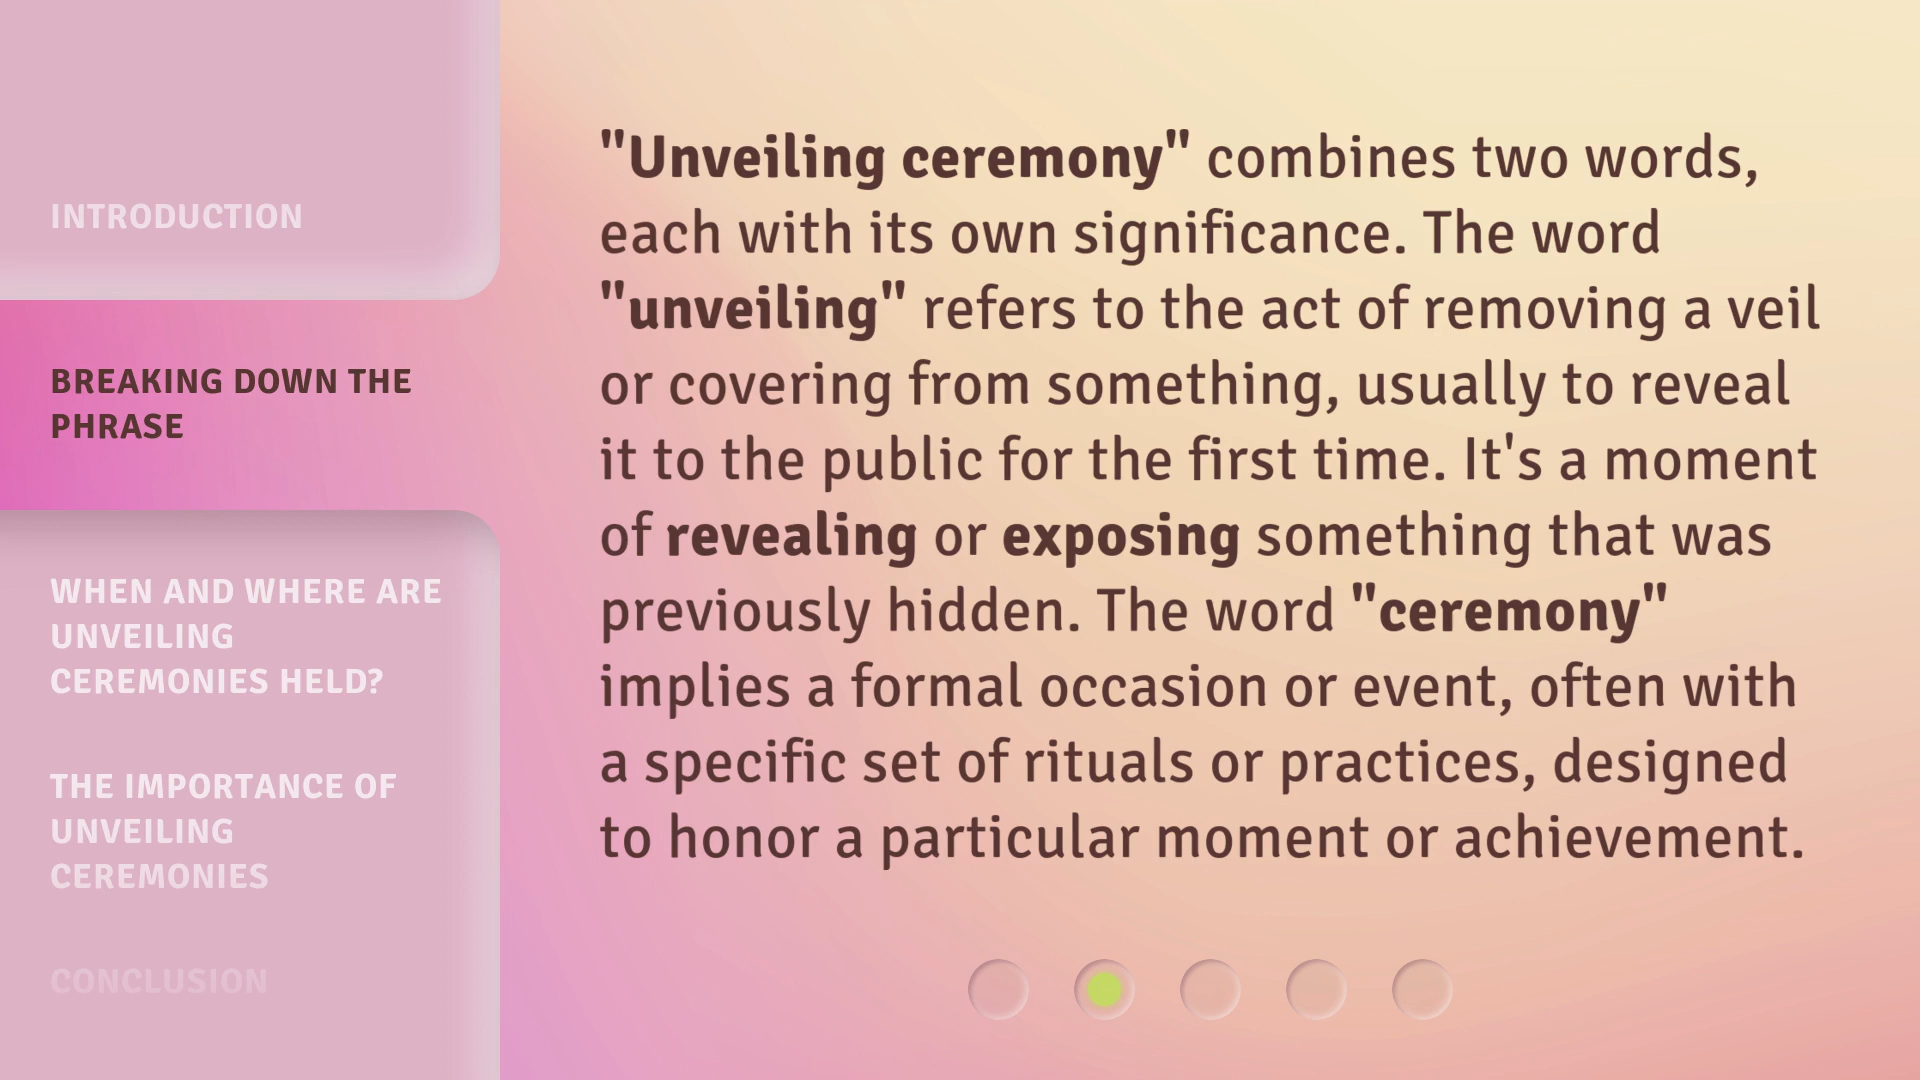 INTRODUCTION
BREAKING DOWN THE
PHRASE
WHEN AND WHERE ARE
UNVEILING
CEREMONIES HELD?
THE IMPORTANCE OF
UNVEILING
CEREMONIES
CONCLUSION
"Unveiling ceremony" combines two words,
each with its own significance. The word
"unveiling" refers to the act of removing a veil
or covering from something, usually to reveal
it to the public for the first time. It's a moment
of revealing or exposing something that was
previously hidden. The word "ceremony"
implies a formal occasion or event, often with
a specific set of rituals or practices, designed
to honor a particular moment or achievement.